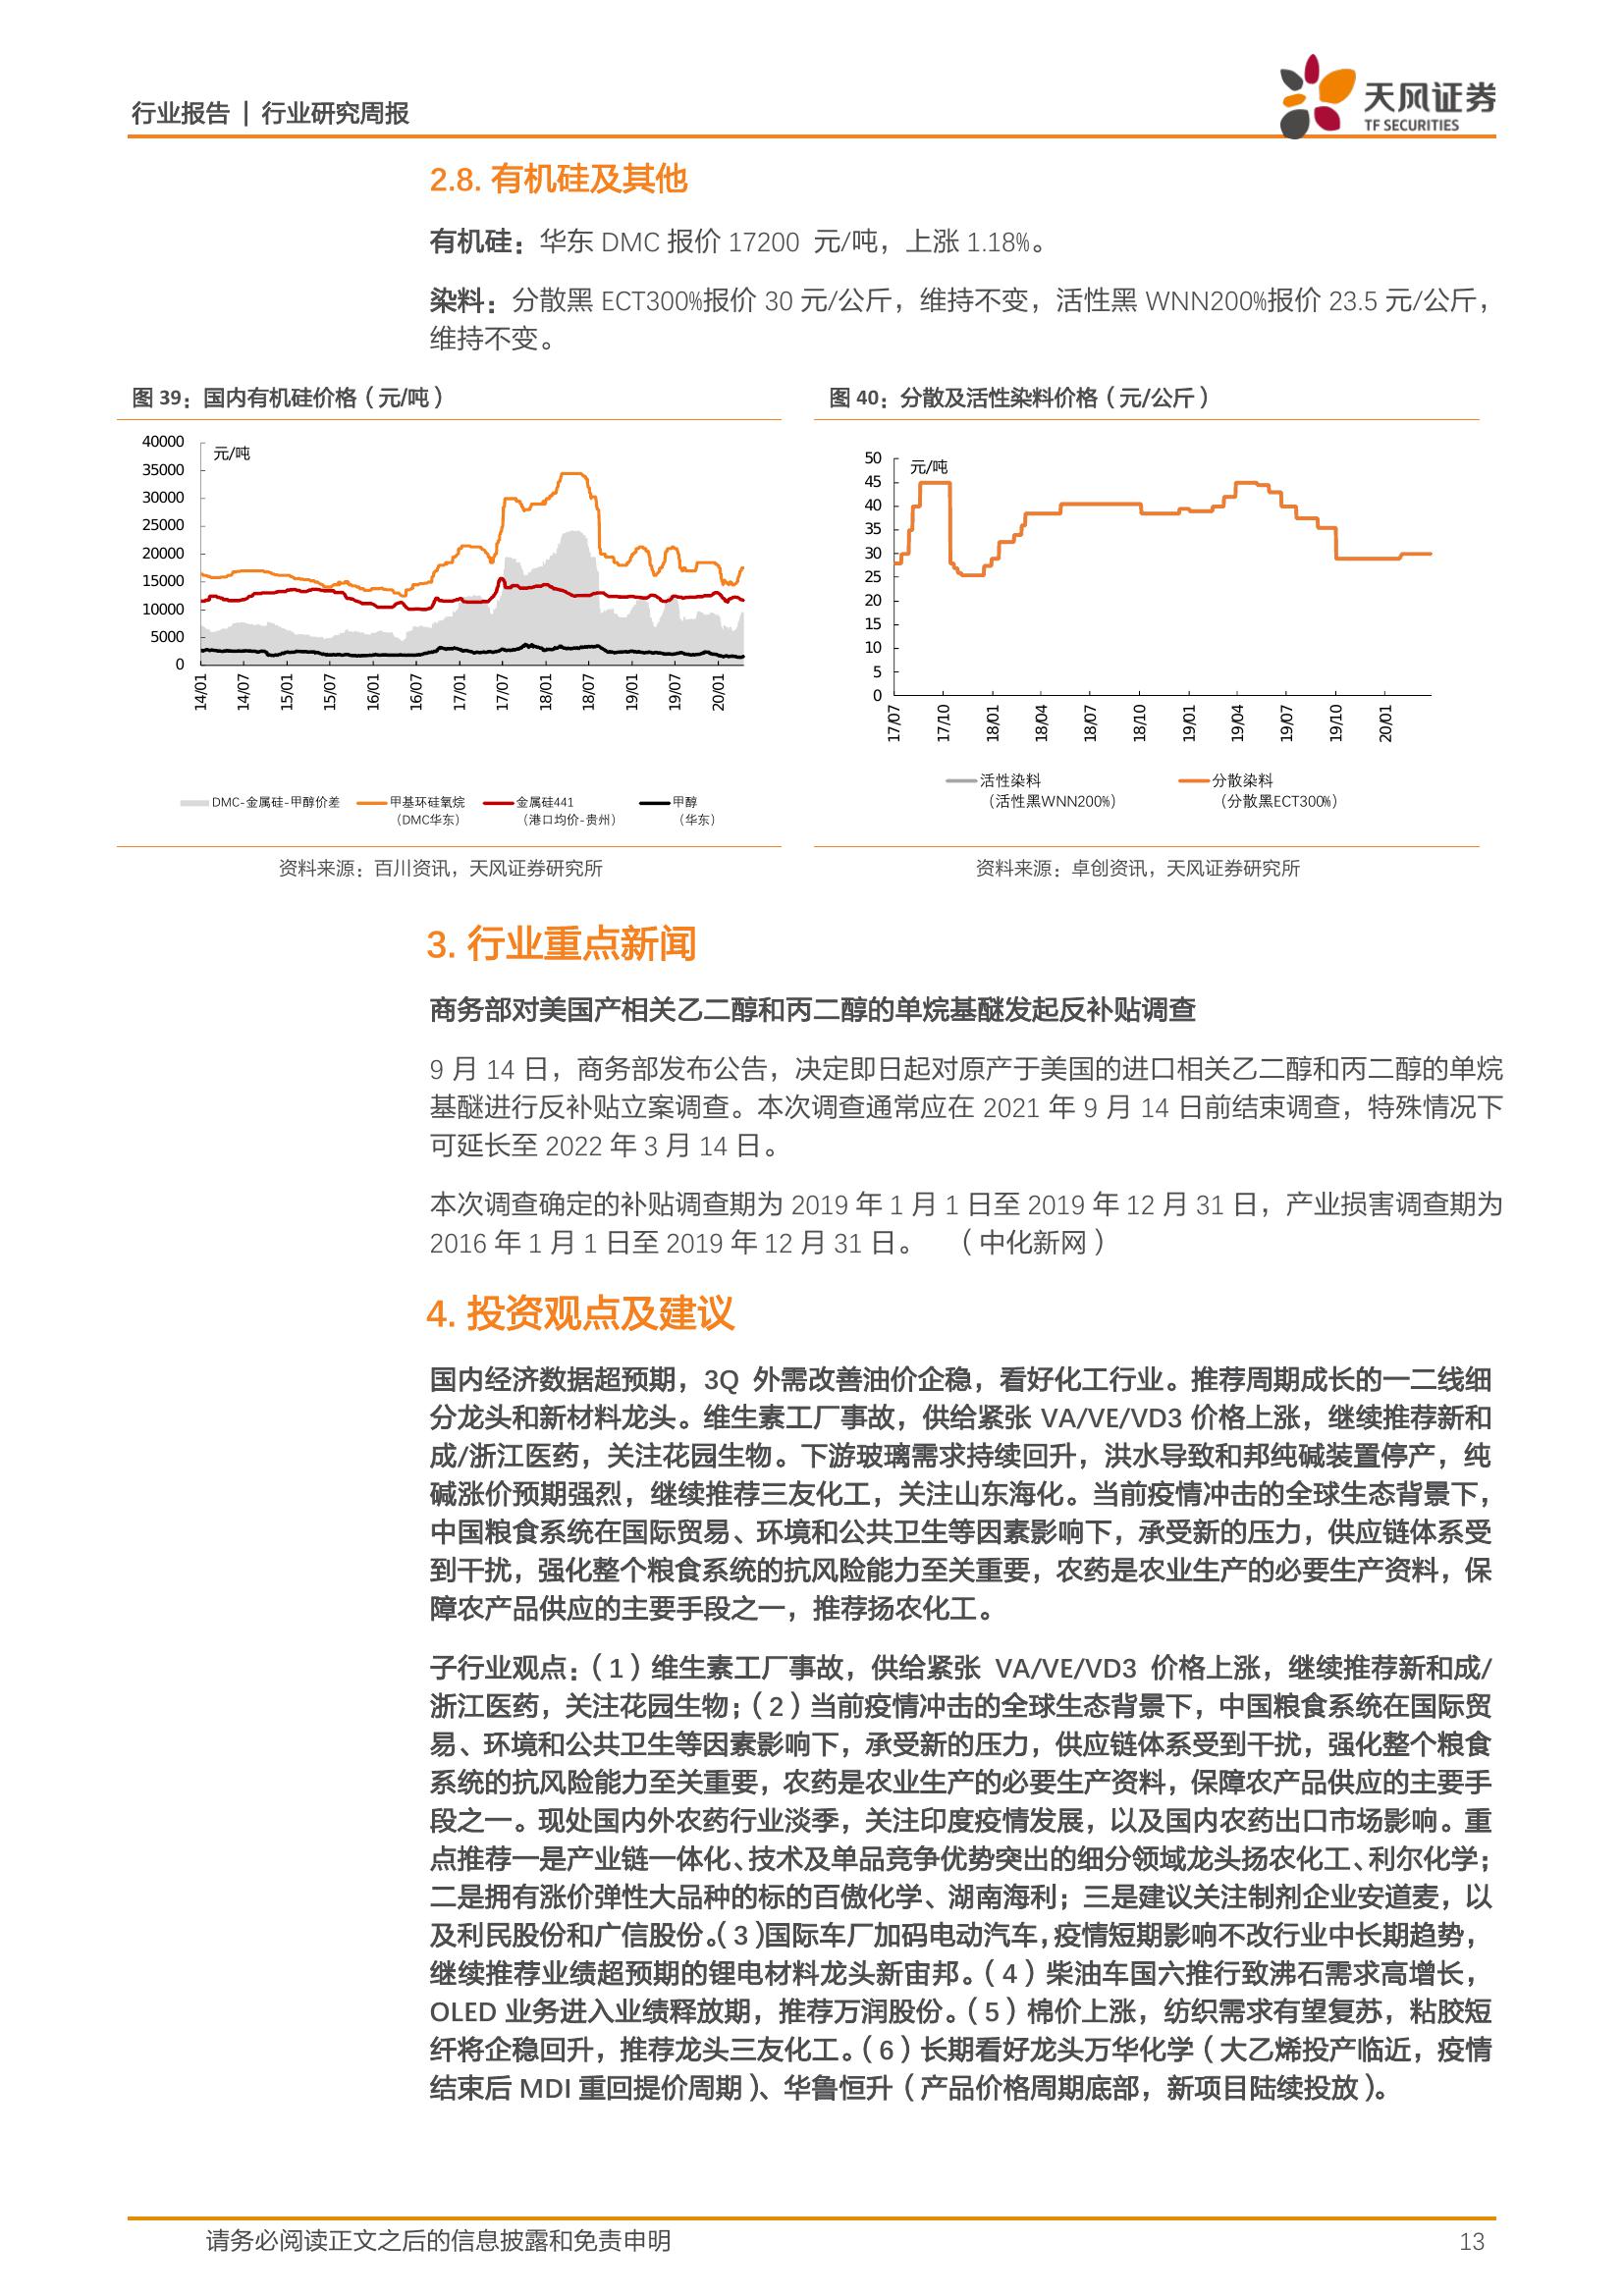 行业报告 | 行业研究周报
天风证券
TF SECURITIES
2.8. 有机硅及其他
有机硅：华东 DMC 报价 17200 元/吨，上涨 1.18%。
染料：分散黑 ECT300%报价 30 元/公斤，维持不变，活性黑 WNN200%报价 23.5 元/公斤，
维持不变。
图 39：国内有机硅价格（元/吨）
40000
35000
30000
25000
20000
15000
10000
5000
0
元/吨
14/01
14/07
15/01
15/07
16/01
16/07
17/01
17/07
18/01
18/07
19/01
19/07
20/01
DMC-金属硅-甲醇价差
甲基环硅氧烷
（DMC华东）
金属硅441
（港口均价-贵州）
甲醇
（华东）
资料来源：百川资讯，天风证券研究所
图 40：分散及活性染料价格（元/公斤）
50
45
40
35
30
25
20
15
10
5
0
元/吨
17/07
17/10
18/01
18/04
18/07
18/10
19/01
19/04
19/07
19/10
20/01
活性染料
（活性黑WNN200%）
分散染料
（分散黑ECT300%）
资料来源：卓创资讯，天风证券研究所
3. 行业重点新闻
商务部对美国产相关乙二醇和丙二醇的单烷基醚发起反补贴调查
9 月 14 日，商务部发布公告，决定即日起对原产于美国的进口相关乙二醇和丙二醇的单烷
基醚进行反补贴立案调查。本次调查通常应在 2021 年 9 月 14 日前结束调查，特殊情况下
可延长至 2022 年 3 月 14 日。
本次调查确定的补贴调查期为 2019 年 1 月 1 日至 2019 年 12 月 31 日，产业损害调查期为
2016 年 1 月 1 日至 2019 年 12 月 31 日。 （中化新网）
4. 投资观点及建议
国内经济数据超预期，3Q 外需改善油价企稳，看好化工行业。推荐周期成长的一二线细
分龙头和新材料龙头。维生素工厂事故，供给紧张 VA/VE/VD3 价格上涨，继续推荐新和
成/浙江医药，关注花园生物。下游玻璃需求持续回升，洪水导致和邦纯碱装置停产，纯
碱涨价预期强烈，继续推荐三友化工，关注山东海化。当前疫情冲击的全球生态背景下，
中国粮食系统在国际贸易、环境和公共卫生等因素影响下，承受新的压力，供应链体系受
到干扰，强化整个粮食系统的抗风险能力至关重要，农药是农业生产的必要生产资料，保
障农产品供应的主要手段之一，推荐扬农化工。
子行业观点：（1）维生素工厂事故，供给紧张 VA/VE/VD3 价格上涨，继续推荐新和成/
浙江医药，关注花园生物；（2）当前疫情冲击的全球生态背景下，中国粮食系统在国际贸
易、环境和公共卫生等因素影响下，承受新的压力，供应链体系受到干扰，强化整个粮食
系统的抗风险能力至关重要，农药是农业生产的必要生产资料，保障农产品供应的主要手
段之一。现处国内外农药行业淡季，关注印度疫情发展，以及国内农药出口市场影响。重
点推荐一是产业链一体化、技术及单品竞争优势突出的细分领域龙头扬农化工、利尔化学；
二是拥有涨价弹性大品种的标的百傲化学、湖南海利；三是建议关注制剂企业安道麦，以
及利民股份和广信股份。（3）国际车厂加码电动汽车，疫情短期影响不改行业中长期趋势，
继续推荐业绩超预期的锂电材料龙头新宙邦。（4）柴油车国六推行致沸石需求高增长，
OLED 业务进入业绩释放期，推荐万润股份。（5）棉价上涨，纺织需求有望复苏，粘胶短
纤将企稳回升，推荐龙头三友化工。（6）长期看好龙头万华化学（大乙烯投产临近，疫情
结束后 MDI 重回提价周期）、华鲁恒升（产品价格周期底部，新项目陆续投放）。
请务必阅读正文之后的信息披露和免责申明
13